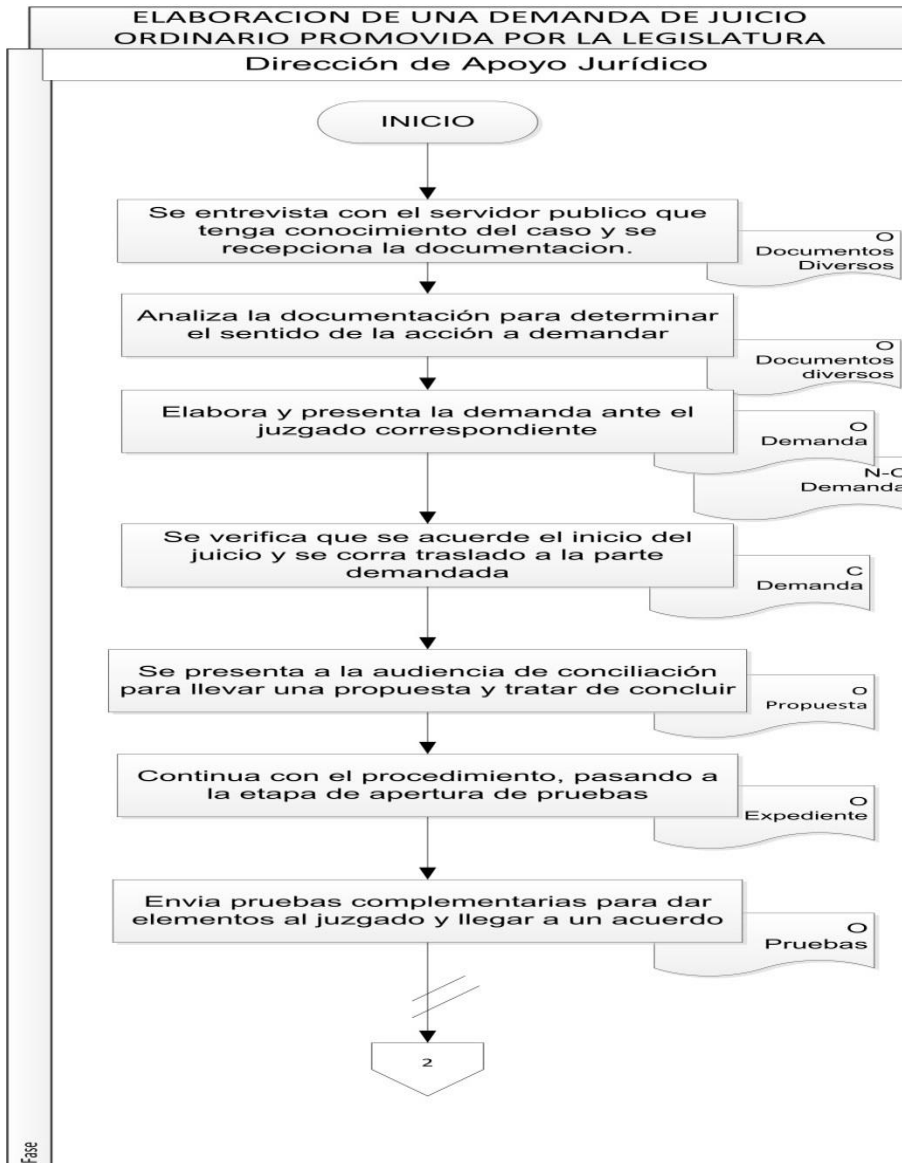 ELABORACION DE UNA DEMANDA DE JUICIO
ORDINARIO PROMOVIDA POR LA LEGISLATURA
Dirección de Apoyo Jurídico
INICIO
Se entrevista con el servidor publico que
tenga conocimiento del caso y se
recepciona la documentacion.
O
Documentos
Diversos
Analiza la documentación para determinar
el sentido de la acción a demandar
O
Documentos
diversos
Elabora y presenta la demanda ante el
juzgado correspondiente
O
Demanda
N-C
Demanda
Se verifica que se acuerde el inicio del
juicio y se corra traslado a la parte
demandada
C
Demanda
Se presenta a la audiencia de conciliación
para llevar una propuesta y tratar de concluir
O
Propuesta
Continua con el procedimiento, pasando a
la etapa de apertura de pruebas
O
Expediente
Envia pruebas complementarias para dar
elementos al juzgado y llegar a un acuerdo
O
Pruebas
2
Fase